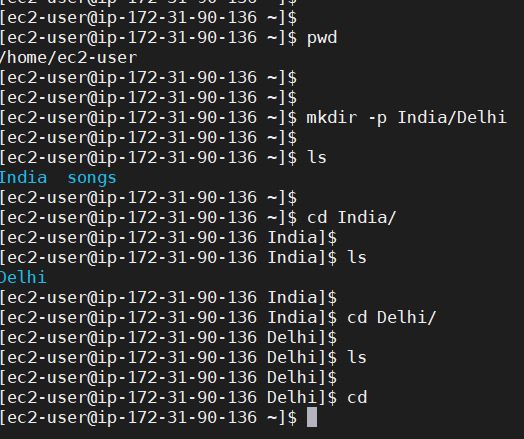 [ec2-user@ip-172-31-90-136 ~]$
[ec2-user@ip-172-31-90-136 ~]$
[ec2-user@ip-172-31-90-136 ~]$ pwd
/home/ec2-user
[ec2-user@ip-172-31-90-136 ~]$
[ec2-user@ip-172-31-90-136 ~]$
[ec2-user@ip-172-31-90-136 ~]$ mkdir -p India/Delhi
[ec2-user@ip-172-31-90-136 ~]$
[ec2-user@ip-172-31-90-136 ~]$ ls
India  songs
[ec2-user@ip-172-31-90-136 ~]$
[ec2-user@ip-172-31-90-136 ~]$ cd India/
[ec2-user@ip-172-31-90-136 India]$
[ec2-user@ip-172-31-90-136 India]$ ls
Delhi
[ec2-user@ip-172-31-90-136 India]$
[ec2-user@ip-172-31-90-136 India]$ cd Delhi/
[ec2-user@ip-172-31-90-136 Delhi]$
[ec2-user@ip-172-31-90-136 Delhi]$ ls
[ec2-user@ip-172-31-90-136 Delhi]$
[ec2-user@ip-172-31-90-136 Delhi]$ cd
[ec2-user@ip-172-31-90-136 ~]$